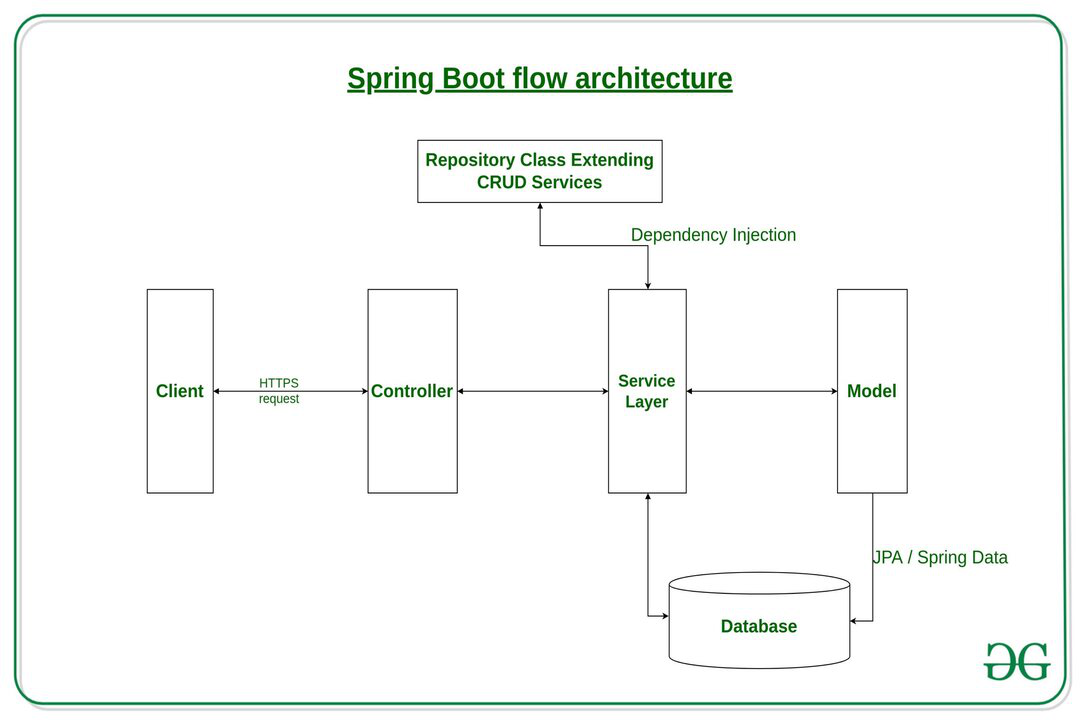 Spring Boot flow architecture
Repository Class Extending
CRUD Services
Dependency Injection
Client
HTTPS
request
Controller
Service
Layer
Model
JPA / Spring Data
Database